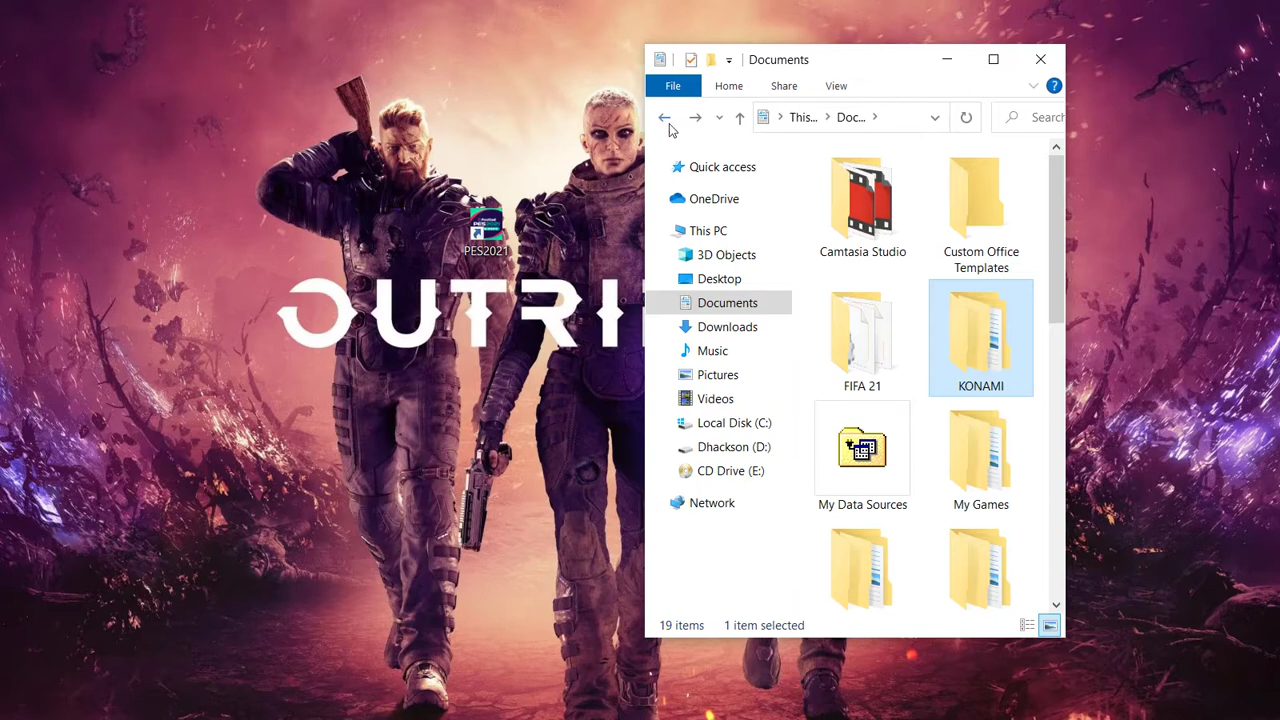 Documents
File Home Share View
This... Doc...
Search
Quick access
OneDrive
This PC
3D Objects
Desktop
Documents
Downloads
Music
Pictures
Videos
Local Disk (C:)
Dhackson (D:)
CD Drive (E:)
Network
Camtasia Studio
Custom Office
Templates
FIFA 21
KONAMI
My Data Sources
My Games
19 items 1 item selected
PES2021
PES2021
OUTRI